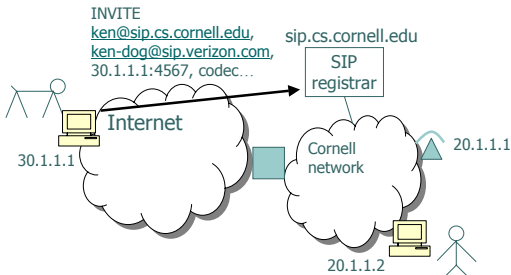 INVITE
ken@sip.cs.cornell.edu,
ken-dog@sip.verizon.com,
30.1.1.1:4567, codec…
sip.cs.cornell.edu
SIP
registrar
Internet
30.1.1.1
Cornell
network
20.1.1.1
20.1.1.2